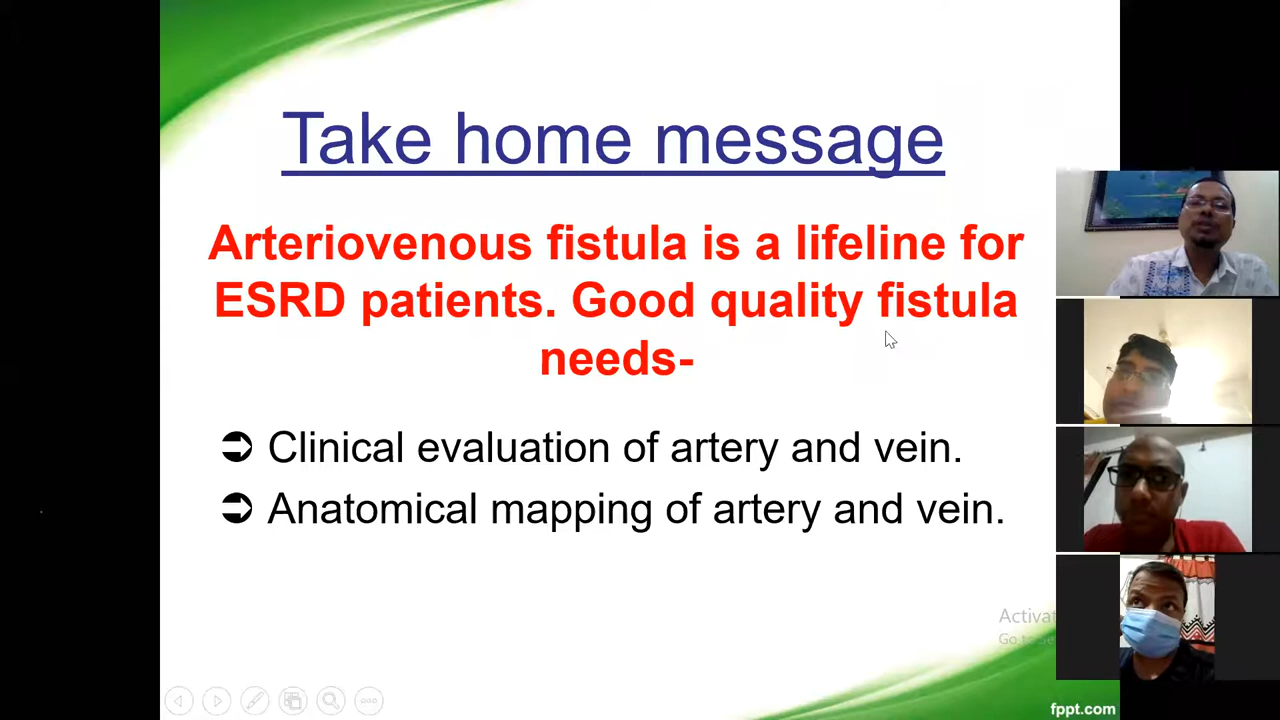 Take home message
Arteriovenous fistula is a lifeline for
ESRD patients. Good quality fistula
needs-
➲ Clinical evaluation of artery and vein.
➲ Anatomical mapping of artery and vein.
Activat
Go to Se
fppt.com